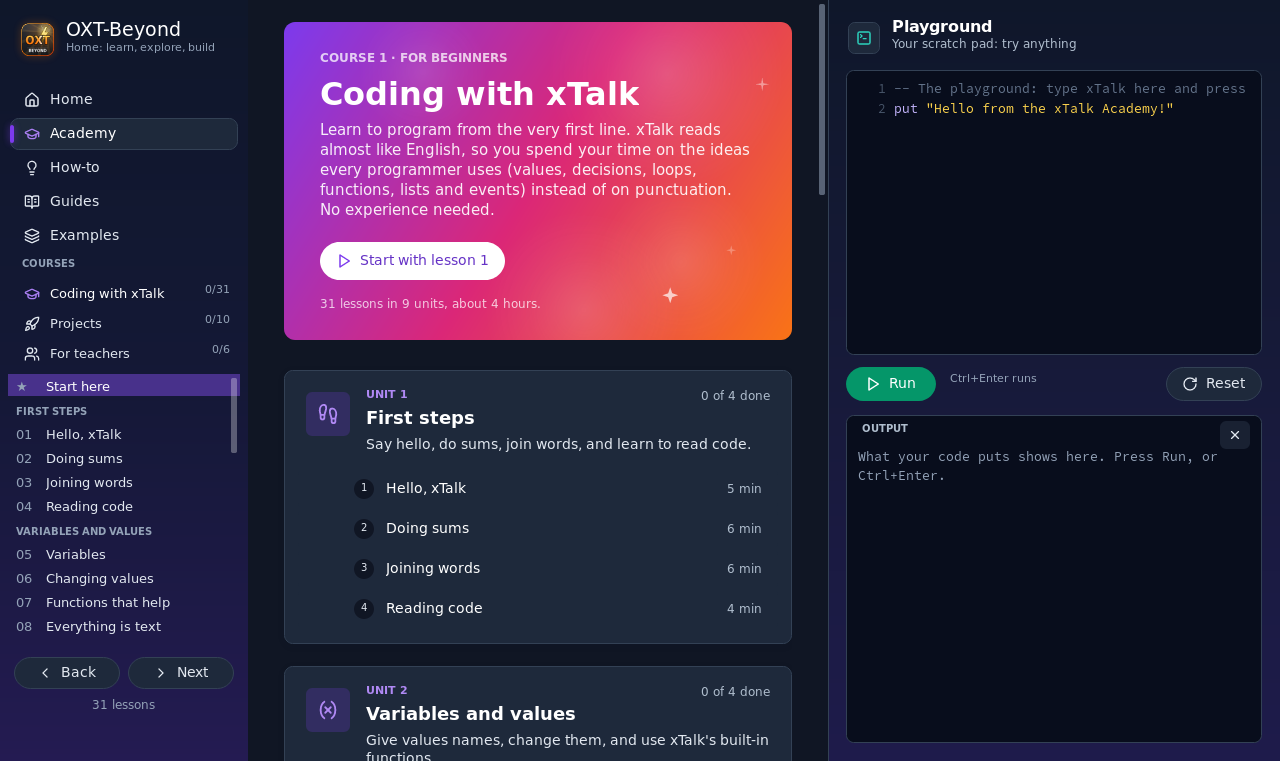 OXT
BEYOND
OXT-Beyond
Home: learn, explore, build
Home
Academy
How-to
Guides
Examples
COURSES
Coding with xTalk 0/31
Projects 0/10
For teachers 0/6
★ Start here
FIRST STEPS
01 Hello, xTalk
02 Doing sums
03 Joining words
04 Reading code
VARIABLES AND VALUES
05 Variables
06 Changing values
07 Functions that help
08 Everything is text
Back
Next
31 lessons
COURSE 1 · FOR BEGINNERS
Coding with xTalk
Learn to program from the very first line. xTalk reads
almost like English, so you spend your time on the ideas
every programmer uses (values, decisions, loops,
functions, lists and events) instead of on punctuation.
No experience needed.
Start with lesson 1
31 lessons in 9 units, about 4 hours.
UNIT 1
0 of 4 done
First steps
Say hello, do sums, join words, and learn to read code.
1 Hello, xTalk 5 min
2 Doing sums 6 min
3 Joining words 6 min
4 Reading code 4 min
UNIT 2
0 of 4 done
Variables and values
Give values names, change them, and use xTalk's built-in
functions.
Playground
Your scratch pad: try anything
1 -- The playground: type xTalk here and press
2 put "Hello from the xTalk Academy!"
Run
Ctrl+Enter runs
Reset
OUTPUT
What your code puts shows here. Press Run, or
Ctrl+Enter.